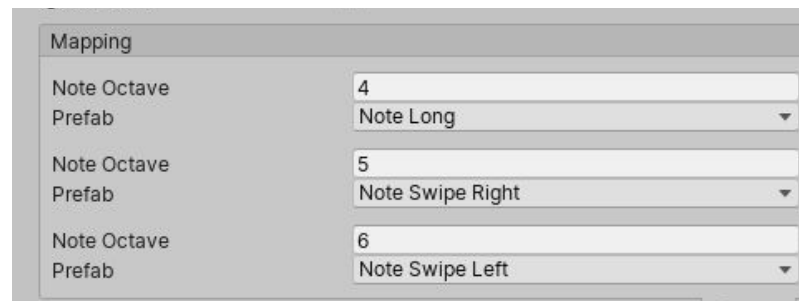 Mapping
Note Octave 4
Prefab Note Long
Note Octave 5
Prefab Note Swipe Right
Note Octave 6
Prefab Note Swipe Left